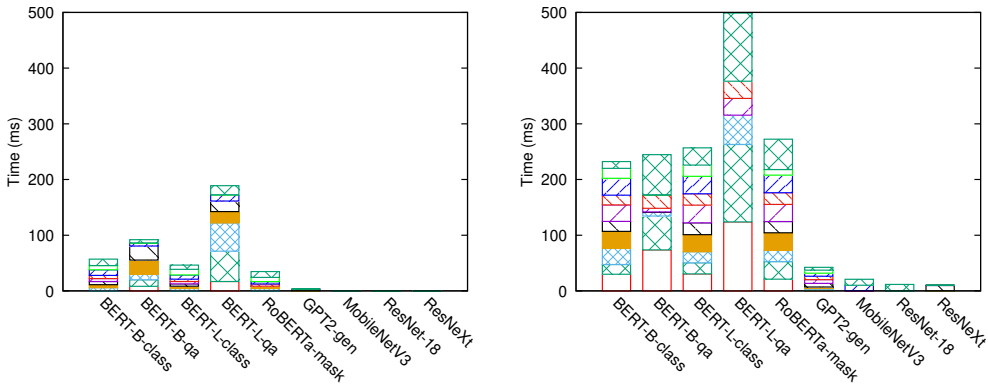 500
400
300
200
100
0
Time (ms)
BERT-B-class
BERT-B-qa
BERT-L-class
BERT-L-qa
RoBERTa-mask
GPT2-gen
MobileNetV3
ResNet-18
ResNeXt
500
400
300
200
100
0
Time (ms)
BERT-B-class
BERT-B-qa
BERT-L-class
BERT-L-qa
RoBERTa-mask
GPT2-gen
MobileNetV3
ResNet-18
ResNeXt